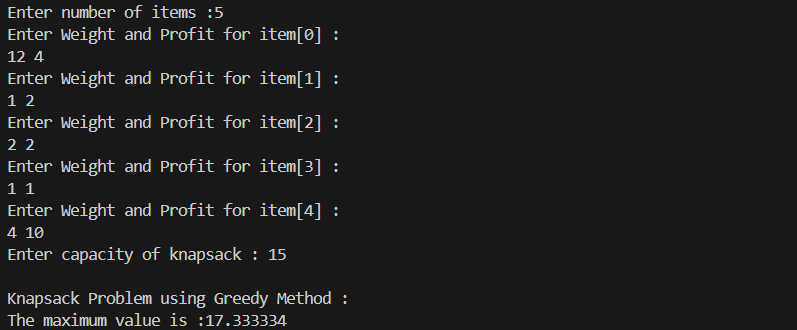 Enter number of items :5
Enter Weight and Profit for item[0] :
12 4
Enter Weight and Profit for item[1] :
1 2
Enter Weight and Profit for item[2] :
2 2
Enter Weight and Profit for item[3] :
1 1
Enter Weight and Profit for item[4] :
4 10
Enter capacity of knapsack : 15
Knapsack Problem using Greedy Method :
The maximum value is :17.333334